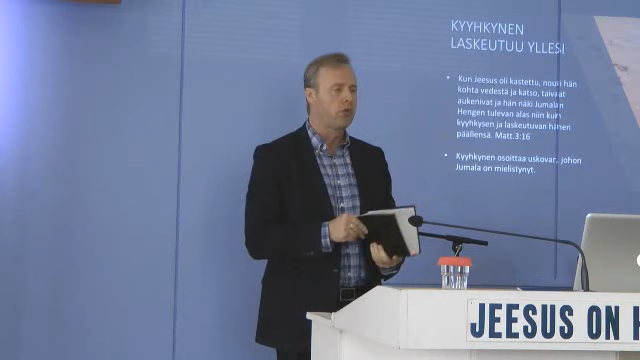 KYYHKYNEN
LASKEUTUU YLLESI
• Kun Jeesus oli kastettu, nousi hän
kohta vedestä ja katso, taivaat
aukenivat ja hän näki Jumalan
Hengen tulevan alas niin kuin
kyyhkysen ja laskeutuvan hänen
päällensä. Matt.3:16
• Kyyhkynen osoittaa uskovat, johon
Jumala on mielistynyt.
JEESUS ON